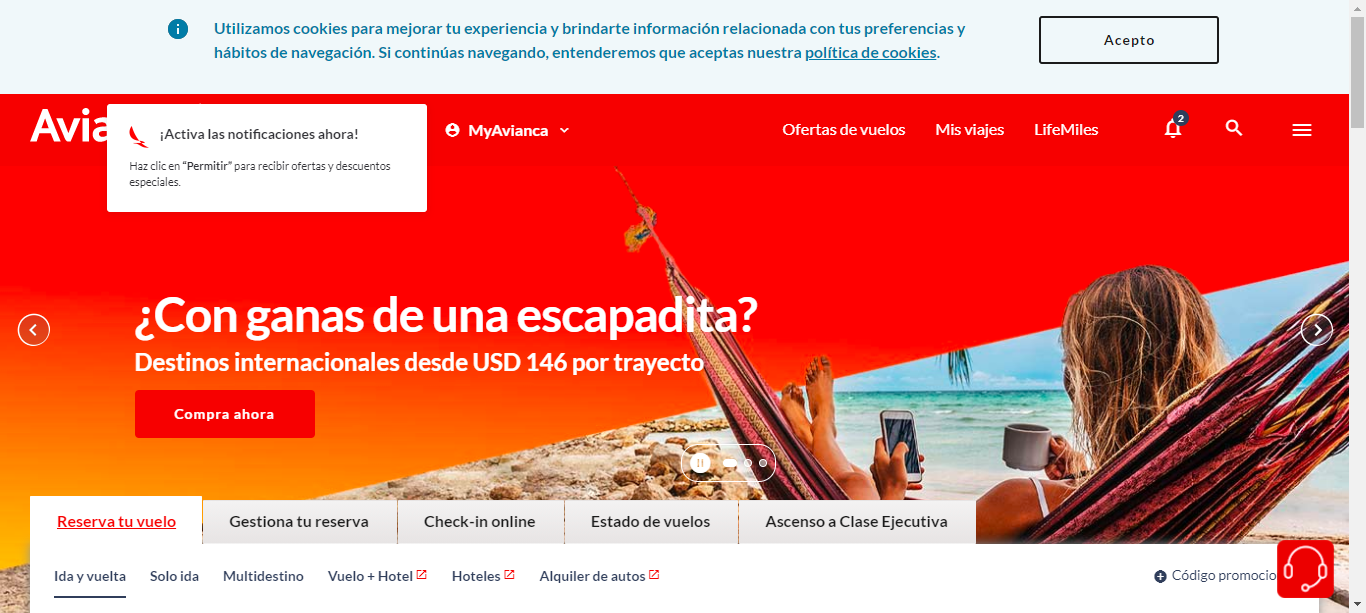 Utilizamos cookies para mejorar tu experiencia y brindarte información relacionada con tus preferencias y
hábitos de navegación. Si continúas navegando, entenderemos que aceptas nuestra política de cookies.
Acepto
Avia
¡Activa las notificaciones ahora!
Haz clic en “Permitir” para recibir ofertas y descuentos
especiales.
MyAvianca
Ofertas de vuelos
Mis viajes
LifeMiles
2
¿Con ganas de una escapadita?
Destinos internacionales desde USD 146 por trayecto
Compra ahora
Reserva tu vuelo
Gestiona tu reserva
Check-in online
Estado de vuelos
Ascenso a Clase Ejecutiva
Ida y vuelta
Solo ida
Multidestino
Vuelo + Hotel
Hoteles
Alquiler de autos
Código promocio